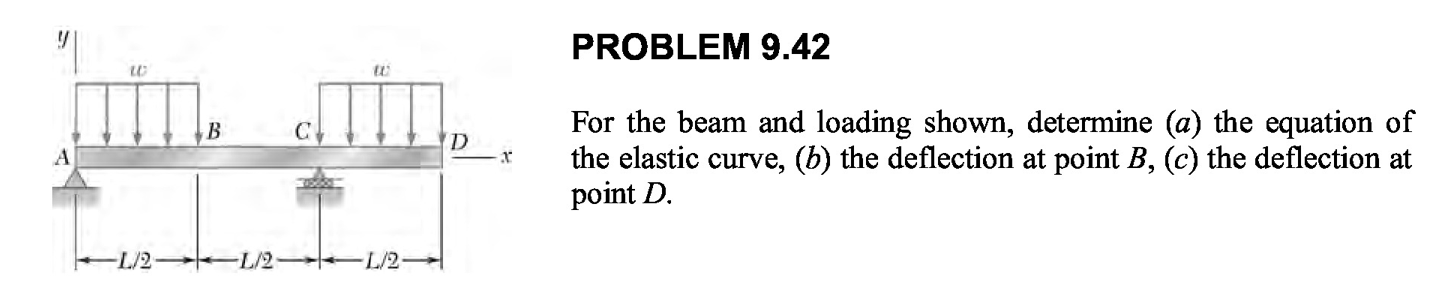 PROBLEM 9.42
For the beam and loading shown, determine (a) the equation of
the elastic curve, (b) the deflection at point B, (c) the deflection at
point D.
y
w w
B C D
A x
L/2 L/2 L/2